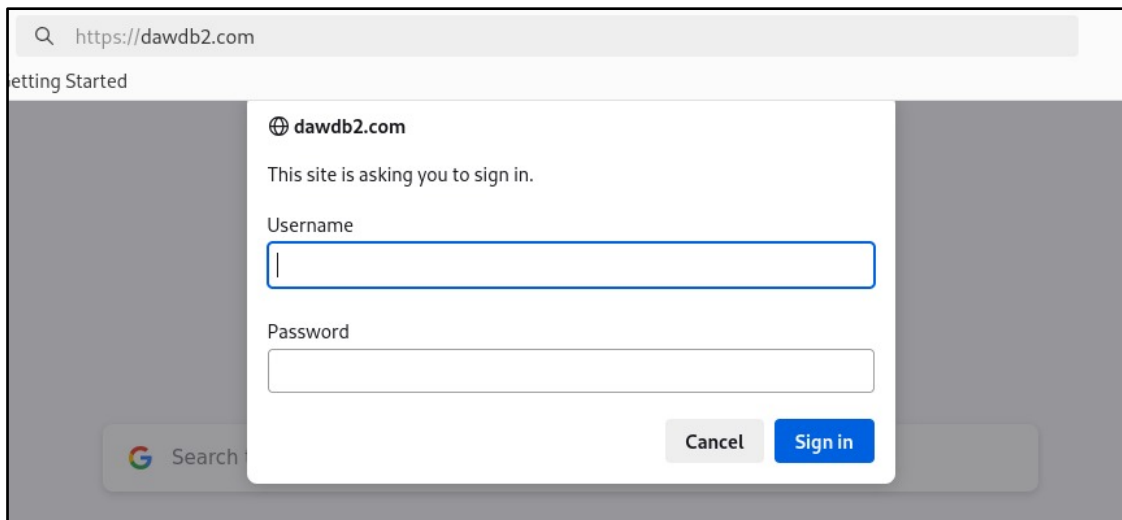 https://dawdb2.com
etting Started
dawdb2.com
This site is asking you to sign in.
Username
Password
Cancel
Sign in
Search